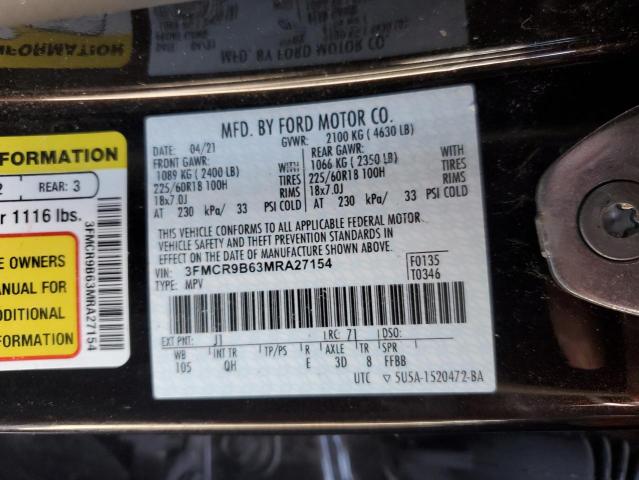 FORMATION
2 REAR: 3
r 1116 lbs.
E OWNERS
ANUAL FOR
DDITIONAL
FORMATION
3FMCR9B63MRA27154
MFD. BY FORD MOTOR CO.
DATE: 04/21 GVWR: 2100 KG ( 4630 LB)
FRONT GAWR: REAR GAWR:
1089 KG ( 2400 LB) WITH 1066 KG ( 2350 LB) WITH
225/60R18 100H TIRES 225/60R18 100H TIRES
18x7.0J RIMS 18x7.0J RIMS
AT 230 kPa/ 33 PSI COLD AT 230 kPa/ 33 PSI COLD
THIS VEHICLE CONFORMS TO ALL APPLICABLE FEDERAL MOTOR
VEHICLE SAFETY AND THEFT PREVENTION STANDARDS IN
EFFECT ON THE DATE OF MANUFACTURE SHOWN ABOVE.
VIN: 3FMCR9B63MRA27154 F0135
TYPE: MPV T0346
EXT PNT: J1 RC: 71 DSO:
WB INT TR TP/PS R AXLE TR SPR
105 QH E 3D 8 FFBB
UTC 5U5A-1520472-BA